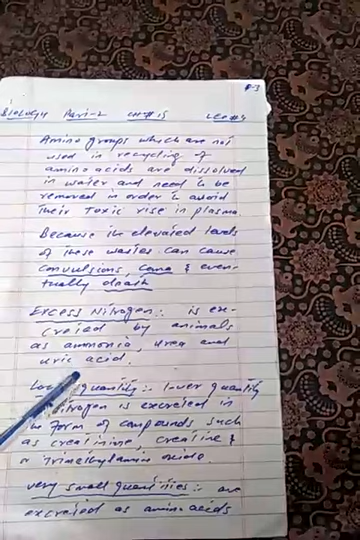 P-3
Biology Part-2 CH#15 Lec#4
Amino groups which are not
used in recycling of
amino acids are dissolved
in water and need to be
removed in order to avoid
their toxic rise in plasma.
Because the elevated levels
of these wastes can cause
convulsions, coma & even-
tually death
Excess Nitrogen:- is ex-
creted by animals
as ammonia, urea and
uric acid.
quantity:- lower quantity
Nitrogen is excreted in
the form of compounds such
as creatinine, creatine &
or Trimethylamine oxide.
very small quantities:- are
excreted as amino acids